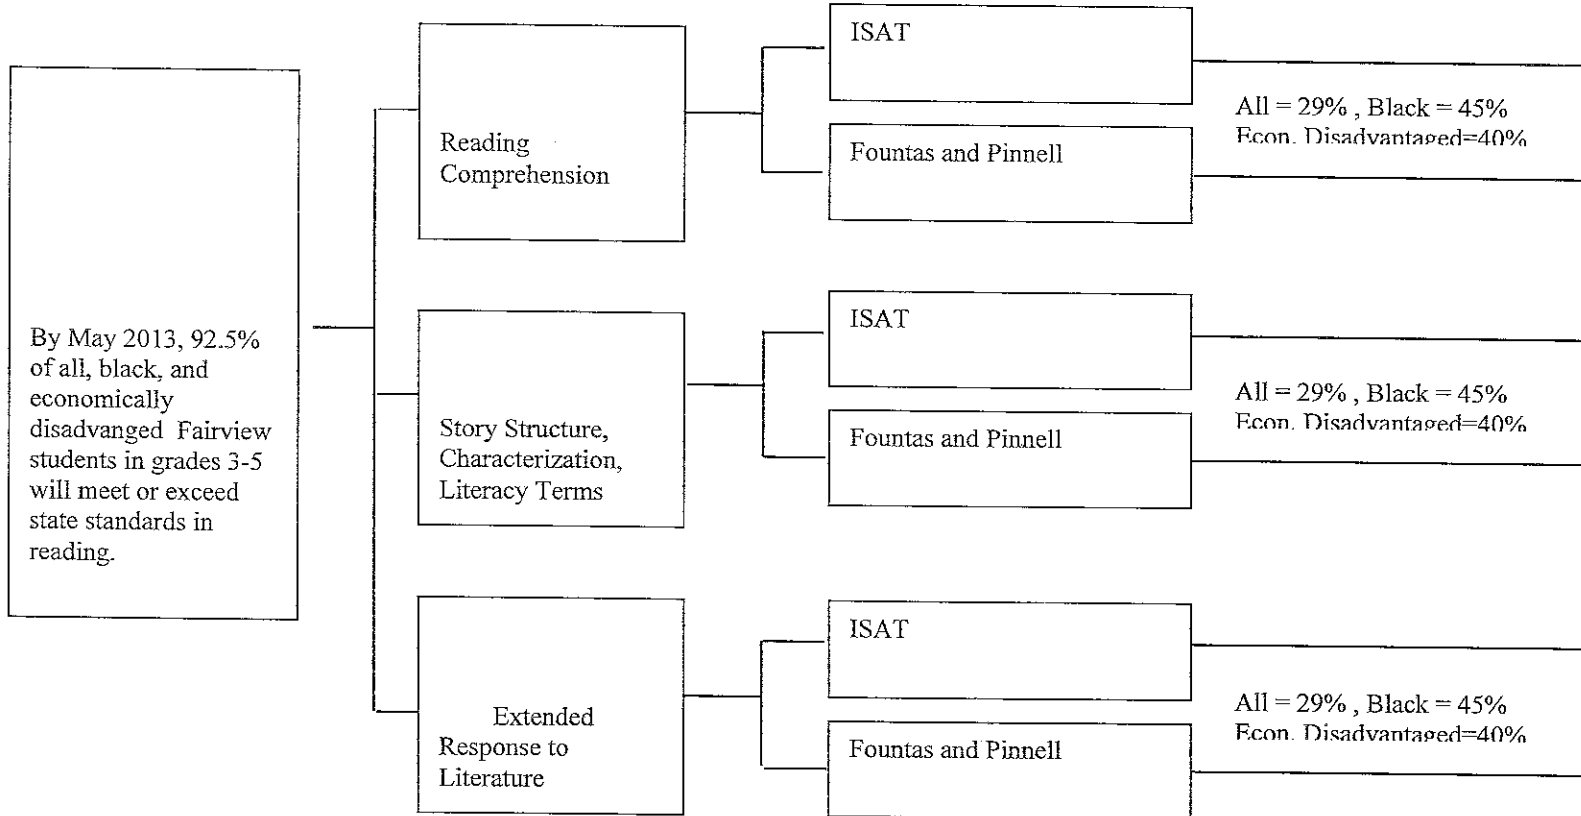 By May 2013, 92.5%
of all, black, and
economically
disadvanged Fairview
students in grades 3-5
will meet or exceed
state standards in
reading.
Reading
Comprehension
ISAT
Fountas and Pinnell
All = 29% , Black = 45%
Econ. Disadvantaged=40%
Story Structure,
Characterization,
Literacy Terms
ISAT
Fountas and Pinnell
All = 29% , Black = 45%
Econ. Disadvantaged=40%
Extended
Response to
Literature
ISAT
Fountas and Pinnell
All = 29% , Black = 45%
Econ. Disadvantaged=40%